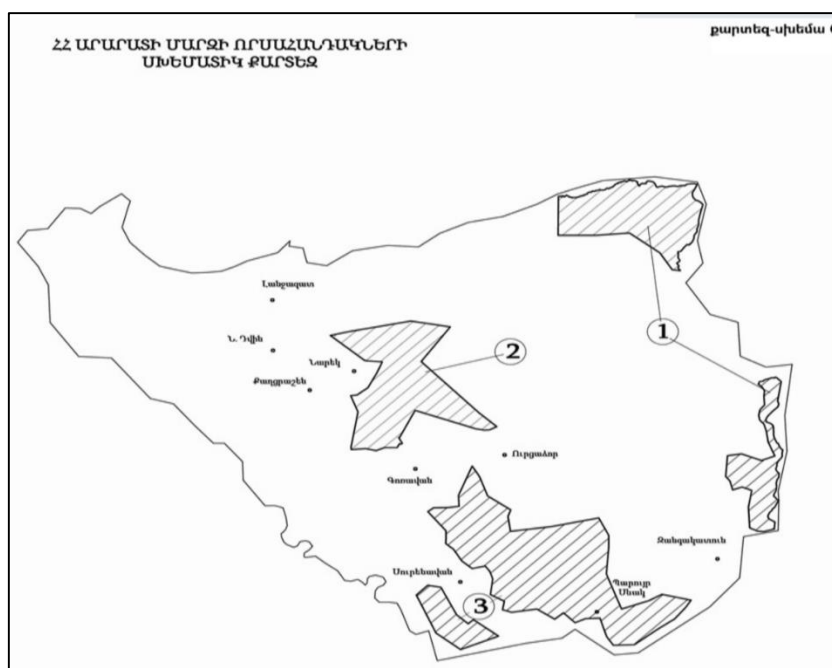 քարտեզ-սխեմա
ՀՀ ԱՐԱՐԱՏԻ ՄԱՐԶԻ ՈՐՍԱՀԱՆԴԱԿՆԵՐԻ
ՍԽԵՄԱՏԻԿ ՔԱՐՏԵԶ
1
Լանջազատ
Ն. Դվին
2
Նարեկ
Քաղցրաշեն
Ուրցաձոր
Գոռավան
Զանգակատուն
Սուրենավան
Պարույր
Սևակ
3